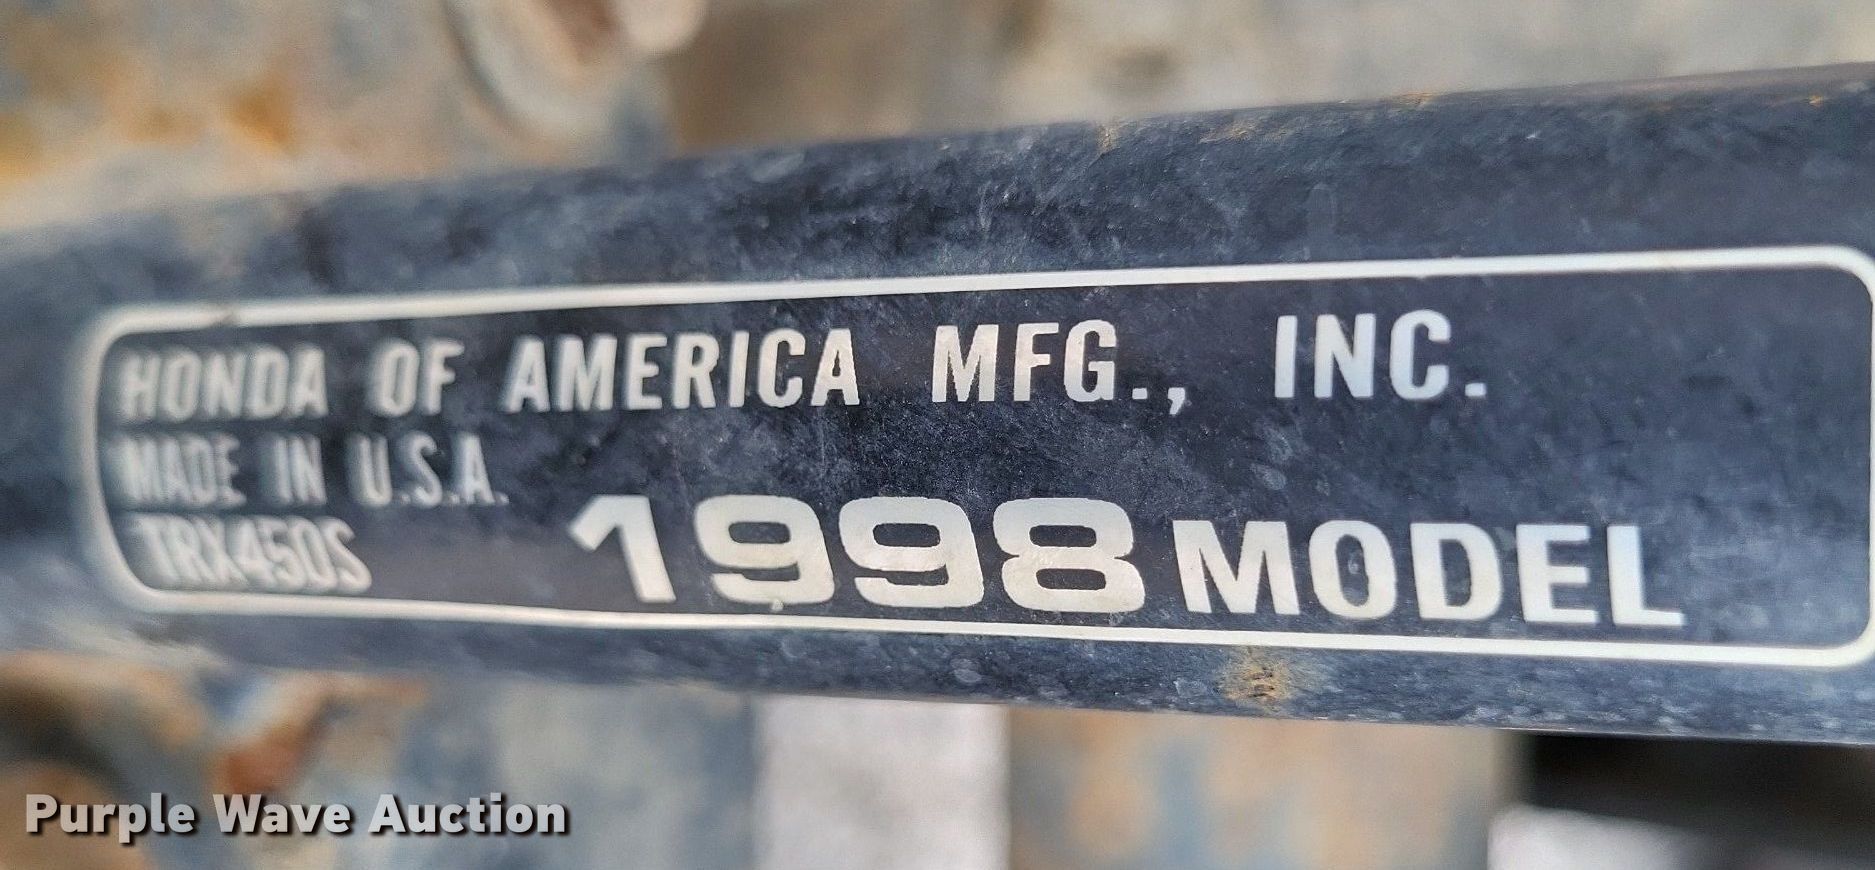 HONDA OF AMERICA MFG., INC.
MADE IN U.S.A.
TRX450S 1998 MODEL
Purple Wave Auction